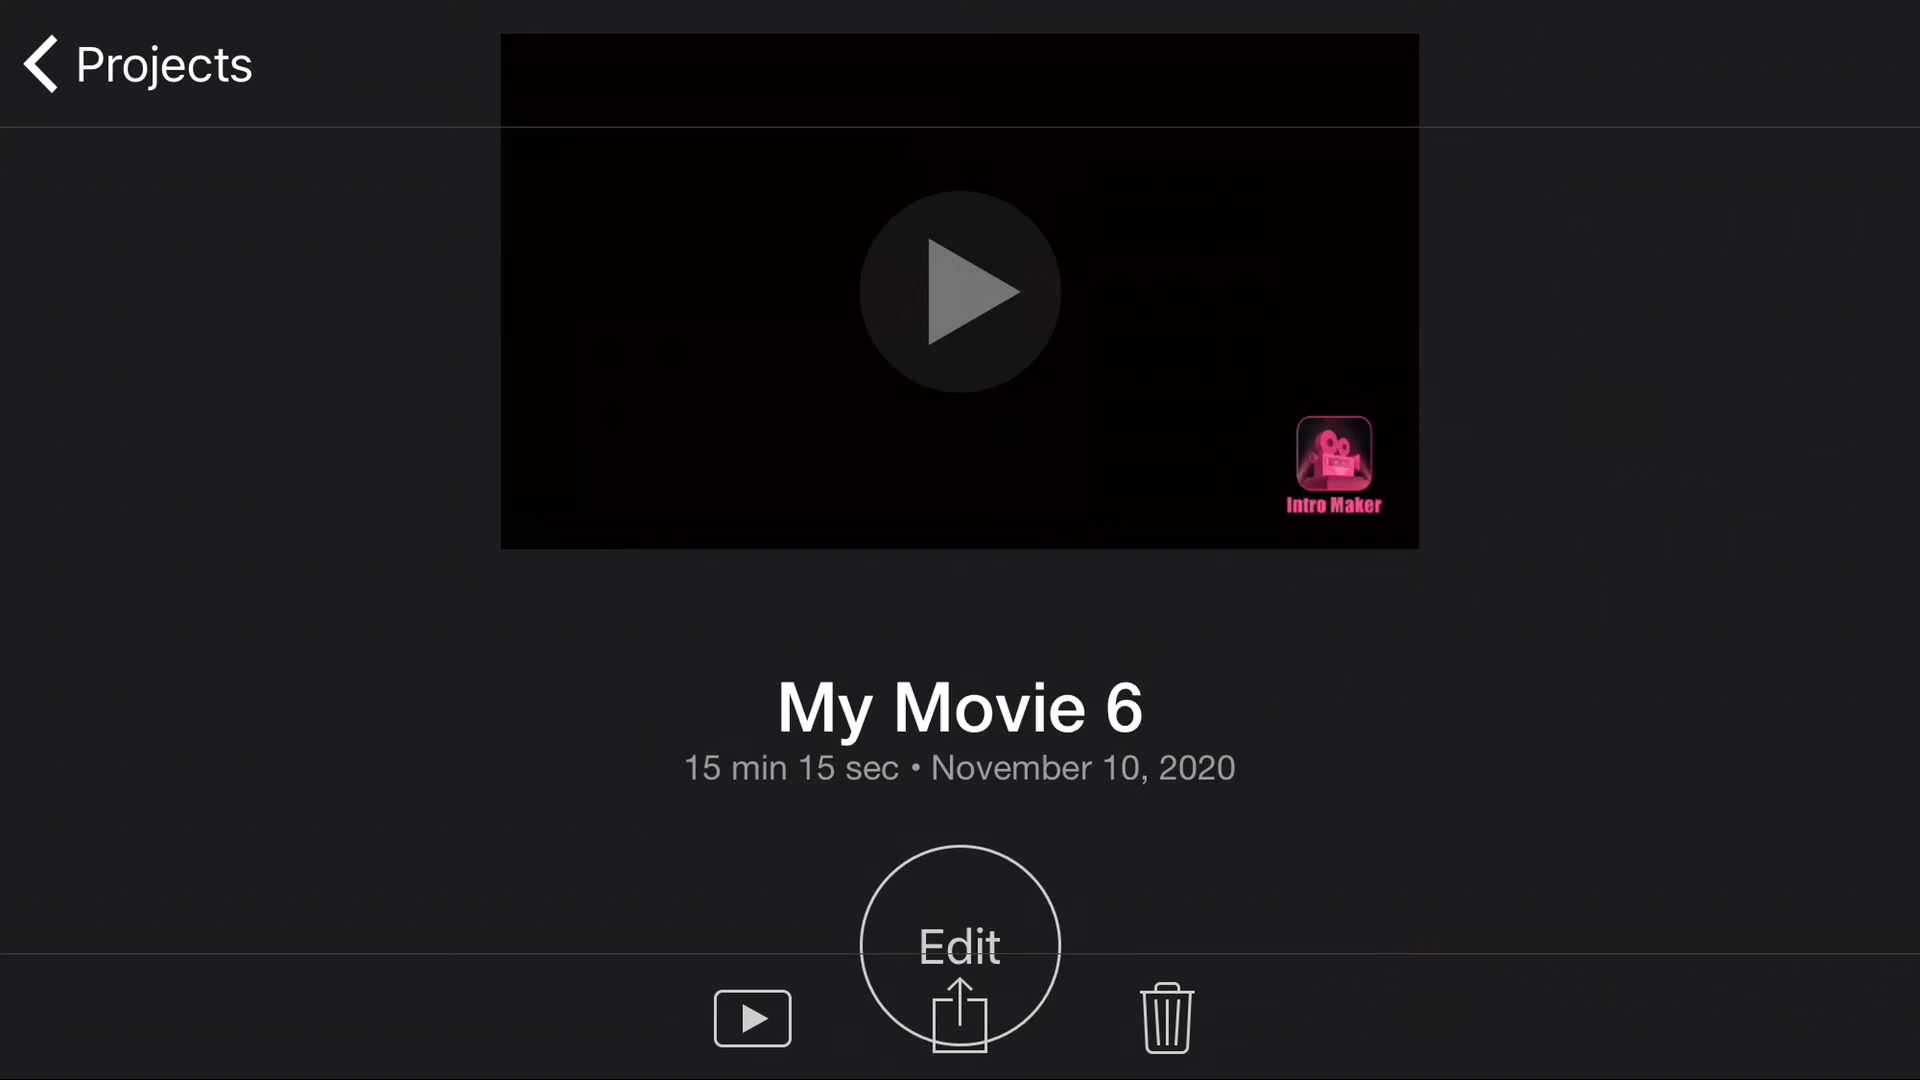 Projects
Intro Maker
My Movie 6
15 min 15 sec • November 10, 2020
Edit